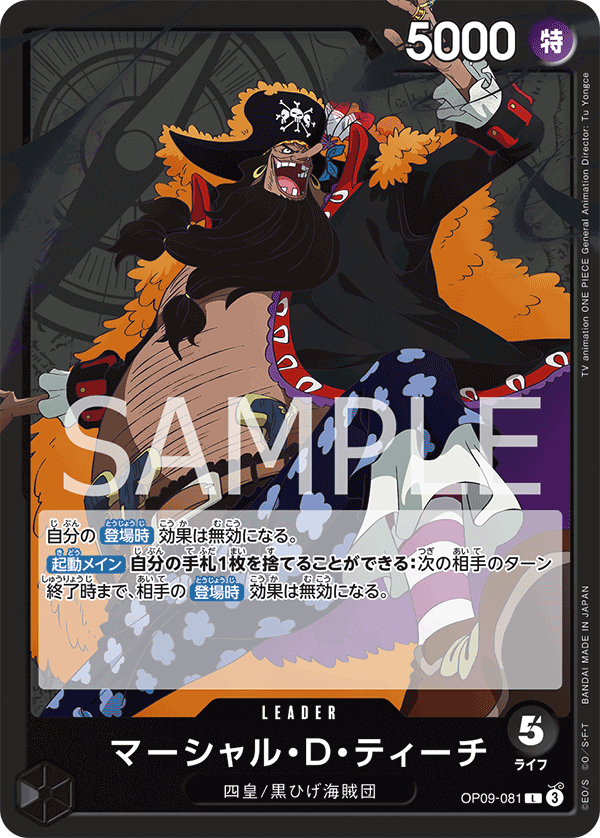 5000 特
TV animation ONE PIECE General Animation Director: Tu Yongce
SAMPLE
自分の 登場時 効果は無効になる。
起動メイン 自分の手札1枚を捨てることができる：次の相手のターン
終了時まで、相手の 登場時 効果は無効になる。
LEADER
マーシャル・D・ティーチ
5
ライフ
四皇/黒ひげ海賊団
OP09-081 L 3
©E/S ©O/S・F・T BANDAI MADE IN JAPAN